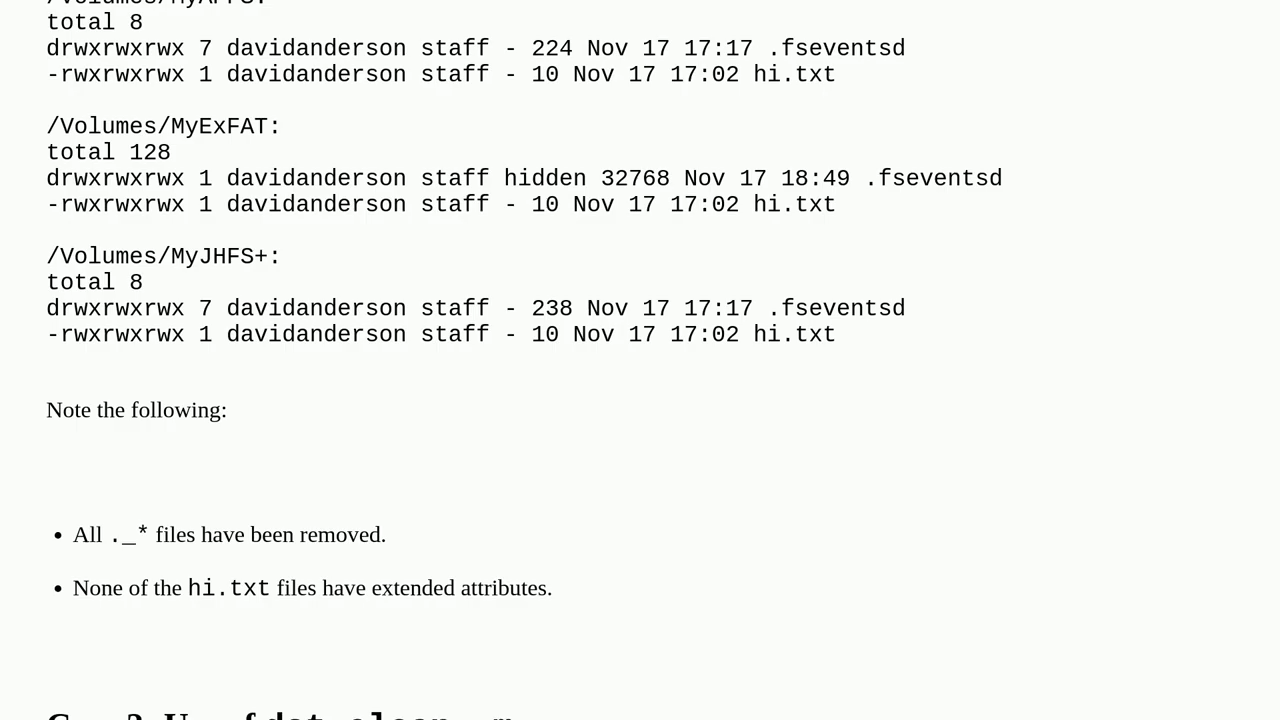 /Volumes/MyAPFS:
total 8
drwxrwxrwx 7 davidanderson staff - 224 Nov 17 17:17 .fseventsd
-rwxrwxrwx 1 davidanderson staff - 10 Nov 17 17:02 hi.txt
/Volumes/MyExFAT:
total 128
drwxrwxrwx 1 davidanderson staff hidden 32768 Nov 17 18:49 .fseventsd
-rwxrwxrwx 1 davidanderson staff - 10 Nov 17 17:02 hi.txt
/Volumes/MyJHFS+:
total 8
drwxrwxrwx 7 davidanderson staff - 238 Nov 17 17:17 .fseventsd
-rwxrwxrwx 1 davidanderson staff - 10 Nov 17 17:02 hi.txt
Note the following:
• All ._* files have been removed.
• None of the hi.txt files have extended attributes.